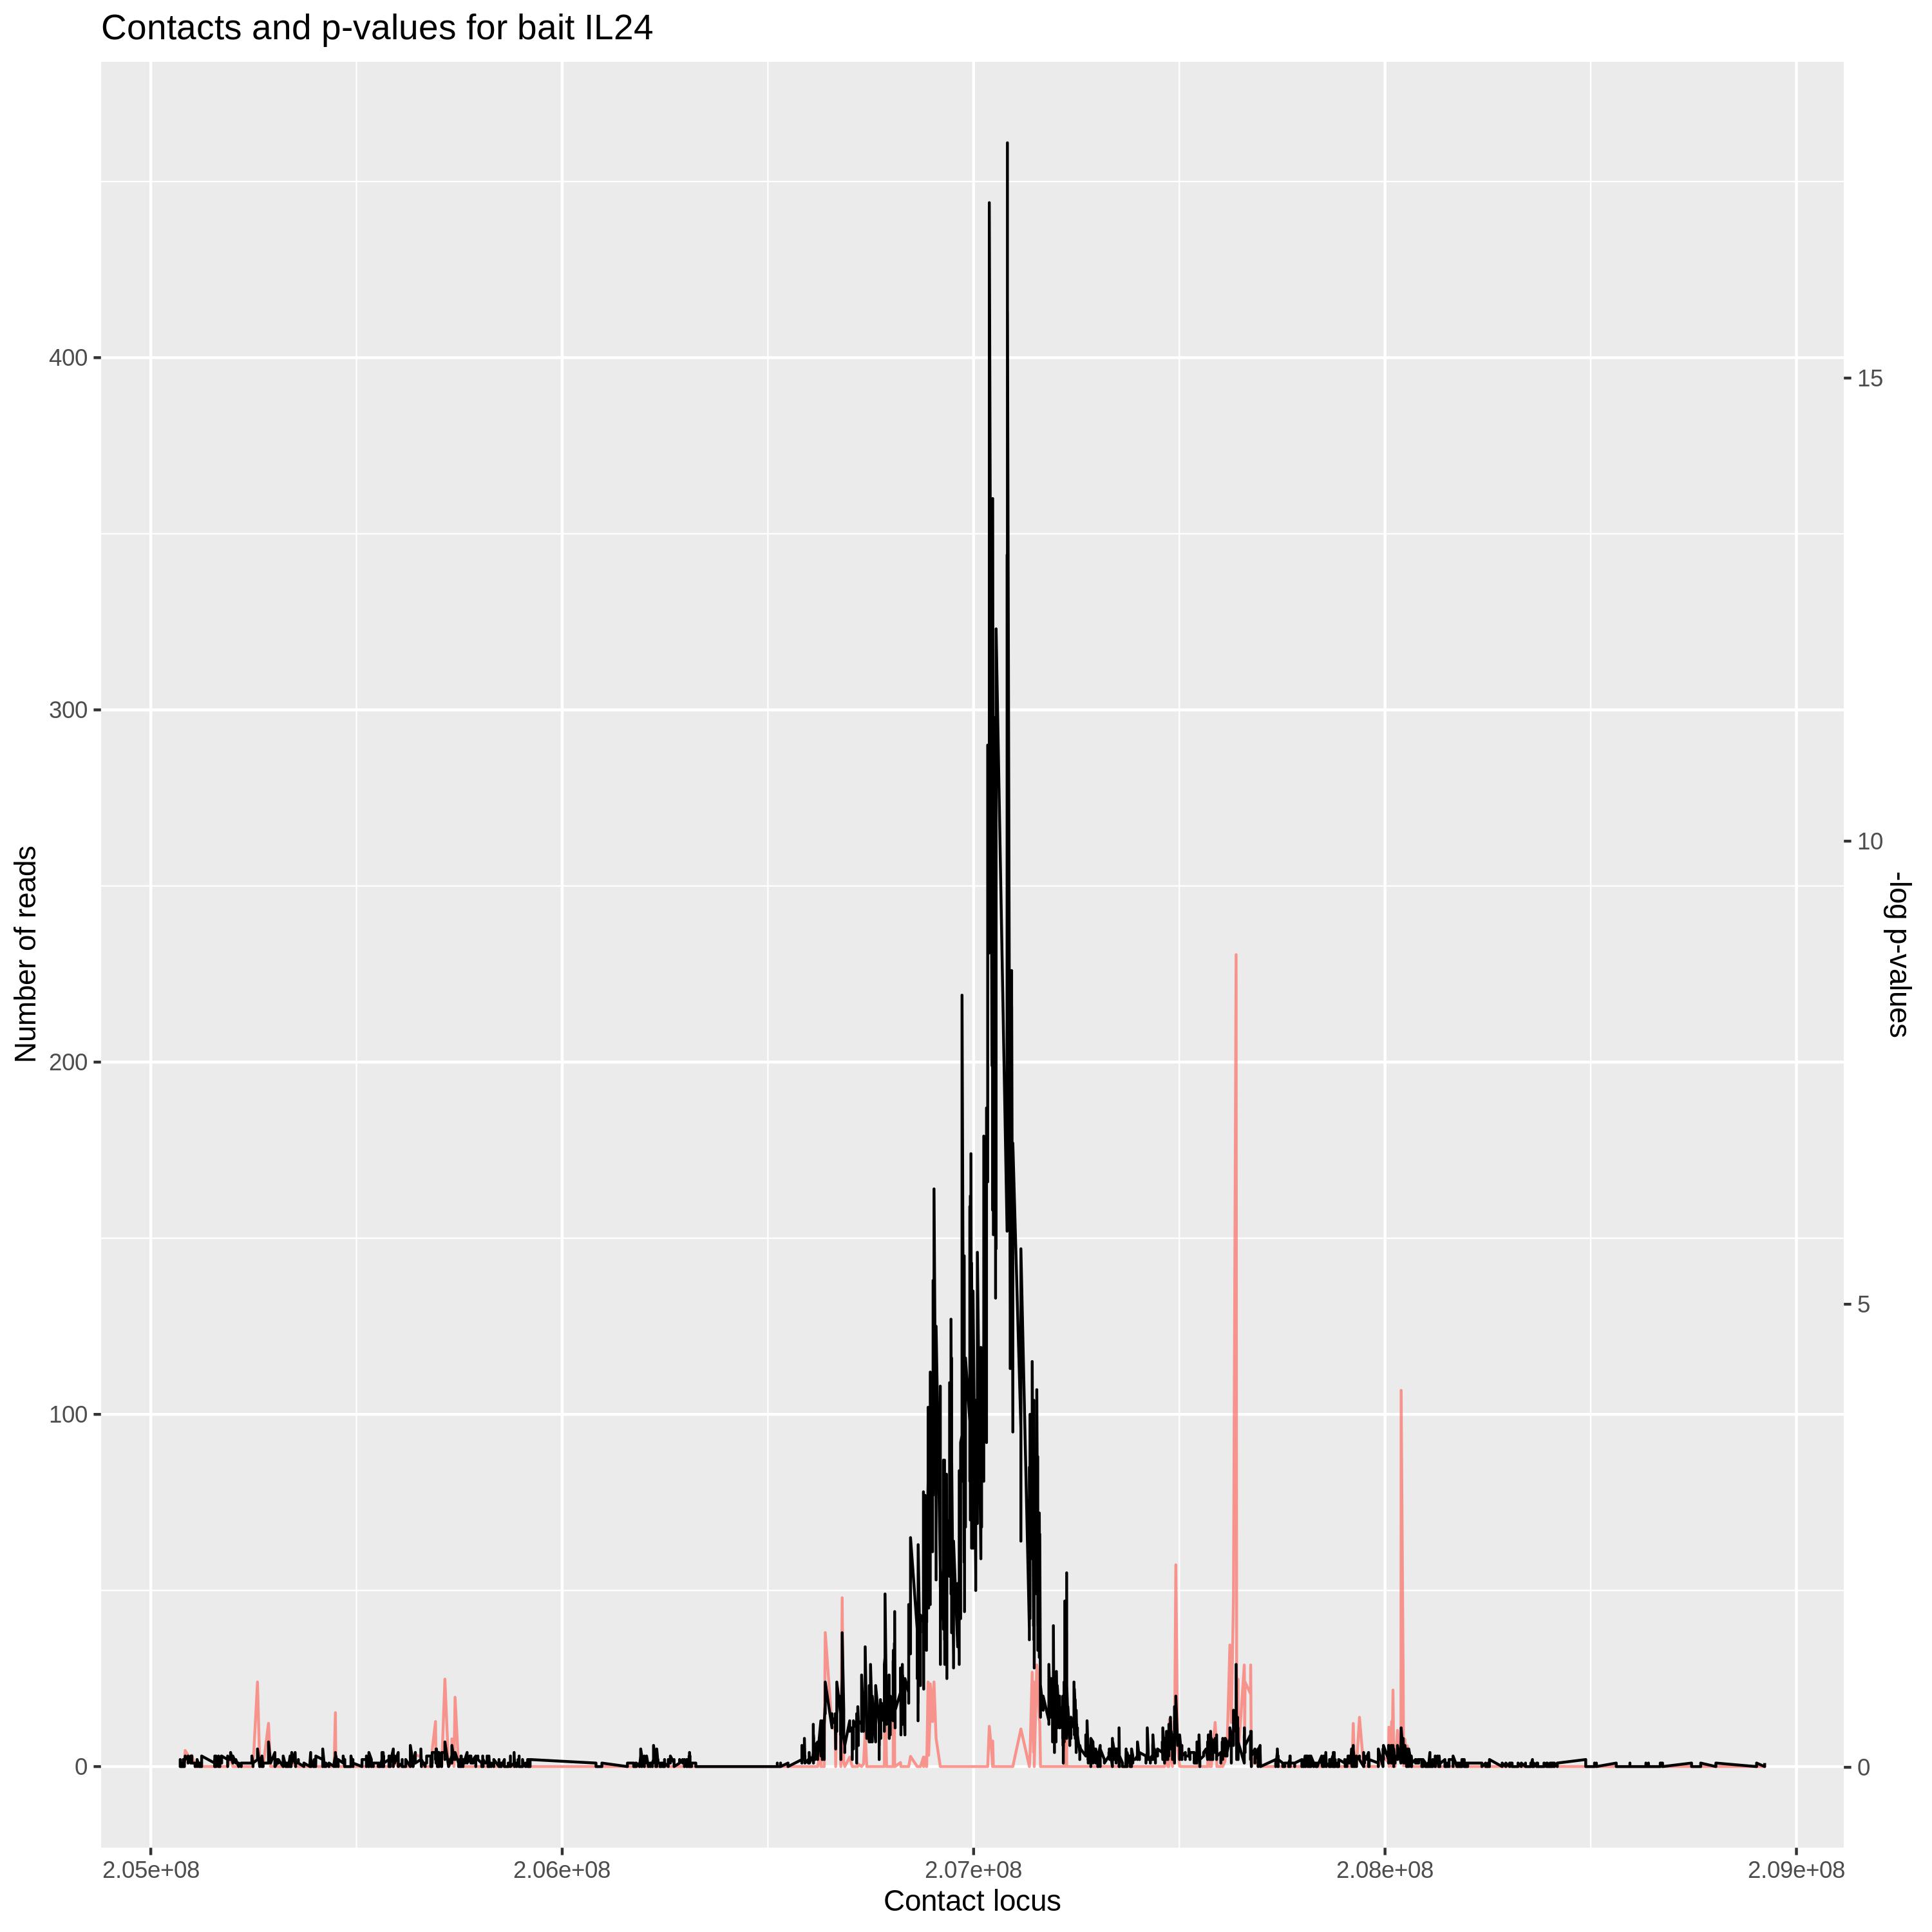 Contacts and p-values for bait IL24
Number of reads
400
300
200
100
0
15
10
5
0
-log p-values
2.05e+08 2.06e+08 2.07e+08 2.08e+08 2.09e+08
Contact locus